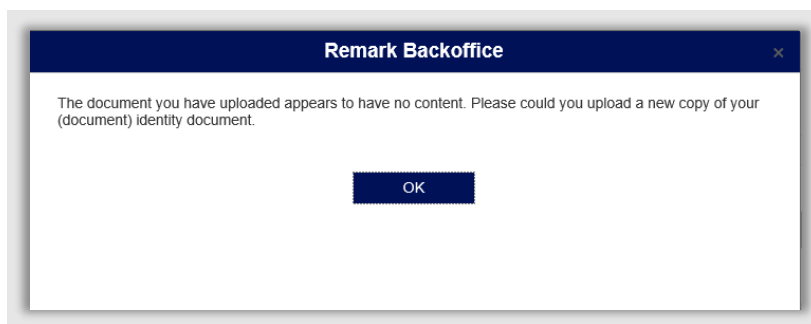 Remark Backoffice
×
The document you have uploaded appears to have no content. Please could you upload a new copy of your
(document) identity document.
OK